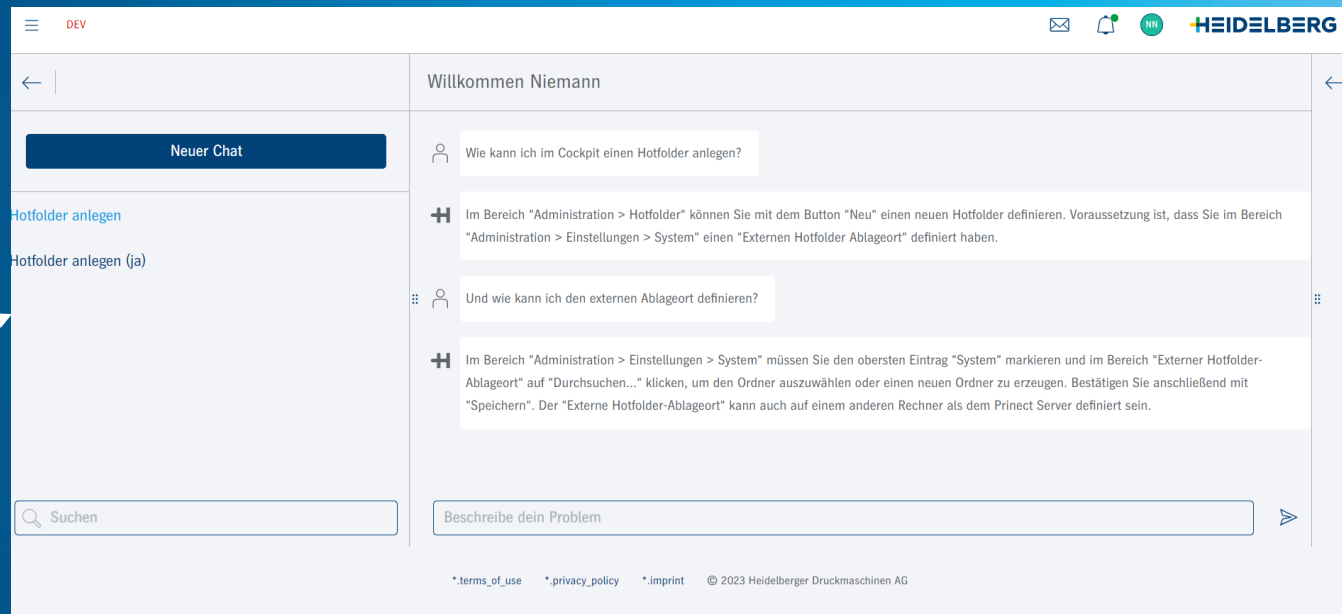 DEV
NN
HEIDELBERG
Willkommen Niemann
Neuer Chat
Hotfolder anlegen
Hotfolder anlegen (ja)
Wie kann ich im Cockpit einen Hotfolder anlegen?
Im Bereich "Administration > Hotfolder" können Sie mit dem Button "Neu" einen neuen Hotfolder definieren. Voraussetzung ist, dass Sie im Bereich
"Administration > Einstellungen > System" einen "Externen Hotfolder Ablageort" definiert haben.
Und wie kann ich den externen Ablageort definieren?
Im Bereich "Administration > Einstellungen > System" müssen Sie den obersten Eintrag "System" markieren und im Bereich "Externer Hotfolder-
Ablageort" auf "Durchsuchen..." klicken, um den Ordner auszuwählen oder einen neuen Ordner zu erzeugen. Bestätigen Sie anschließend mit
"Speichern". Der "Externe Hotfolder-Ablageort" kann auch auf einem anderen Rechner als dem Prinect Server definiert sein.
Suchen
Beschreibe dein Problem
*.terms_of_use *.privacy_policy *.imprint © 2023 Heidelberger Druckmaschinen AG